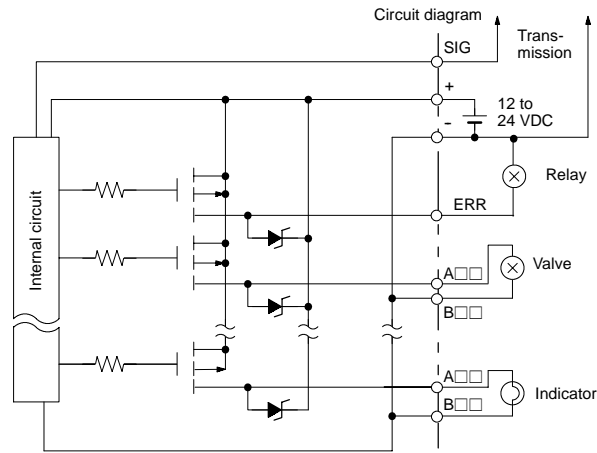 Circuit diagram
SIG
Trans-
mission
+
12 to
24 VDC
-
Relay
ERR
Internal circuit
A□□
Valve
B□□
A□□
Indicator
B□□